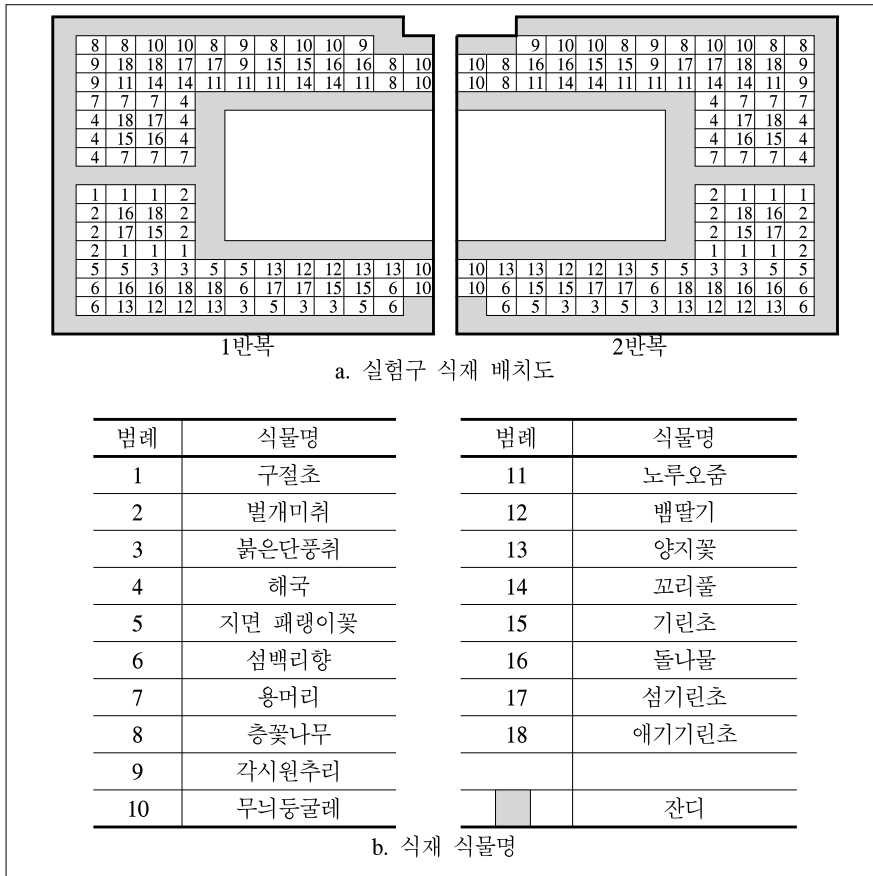 8 8 10 10 8 9 8 10 10 9
9 18 18 17 17 9 15 15 16 16 8 10
9 11 14 14 11 11 11 14 14 11 8 10
7 7 7 4
4 18 17 4
4 15 16 4
4 7 7 7
1 1 1 2
2 16 18 2
2 17 15 2
2 1 1 1
5 5 3 3 5 5 13 12 12 13 13 10
6 16 16 18 18 6 17 17 15 15 6 10
6 13 12 12 13 3 5 3 3 5 6
1반복
9 10 10 8 9 8 10 10 8 8
10 8 16 16 15 15 9 17 17 18 18 9
10 8 11 14 14 11 11 11 14 14 11 9
4 7 7 7
4 17 18 4
4 16 15 4
7 7 7 4
2 1 1 1
2 18 16 2
2 15 17 2
1 1 1 2
10 13 13 12 12 13 5 5 3 3 5 5
10 6 15 15 17 17 6 18 18 16 16 6
6 5 3 3 5 3 13 12 12 13 6
2반복
a. 실험구 식재 배치도
범례 식물명
1 구절초
2 벌개미취
3 붉은단풍취
4 해국
5 지면 패랭이꽃
6 섬백리향
7 용머리
8 층꽃나무
9 각시원추리
10 무늬둥굴레
범례 식물명
11 노루오줌
12 뱀딸기
13 양지꽃
14 꼬리풀
15 기린초
16 돌나물
17 섬기린초
18 애기기린초
잔디
b. 식재 식물명